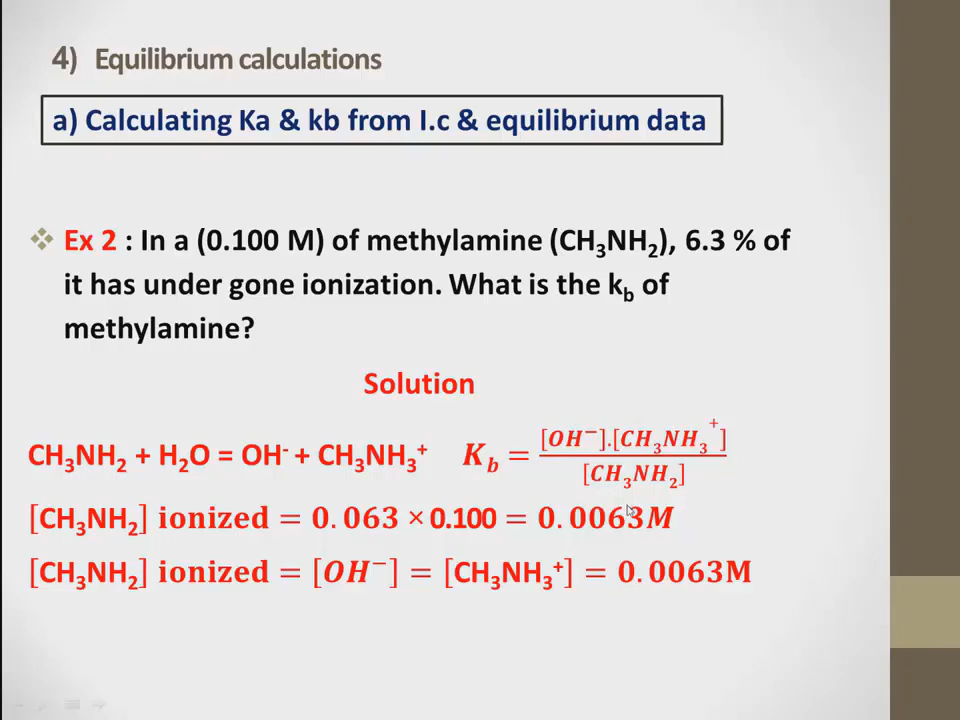 4) Equilibrium calculations
a) Calculating Ka & kb from I.c & equilibrium data
Ex 2 : In a (0.100 M) of methylamine (CH₃NH₂), 6.3 % of
it has under gone ionization. What is the k_b of
methylamine?
Solution
CH₃NH₂ + H₂O = OH⁻ + CH₃NH₃⁺ K_b = [OH⁻].[CH₃NH₃⁺] / [CH₃NH₂]
[CH₃NH₂] ionized = 0.063 × 0.100 = 0.0063M
[CH₃NH₂] ionized = [OH⁻] = [CH₃NH₃⁺] = 0.0063M